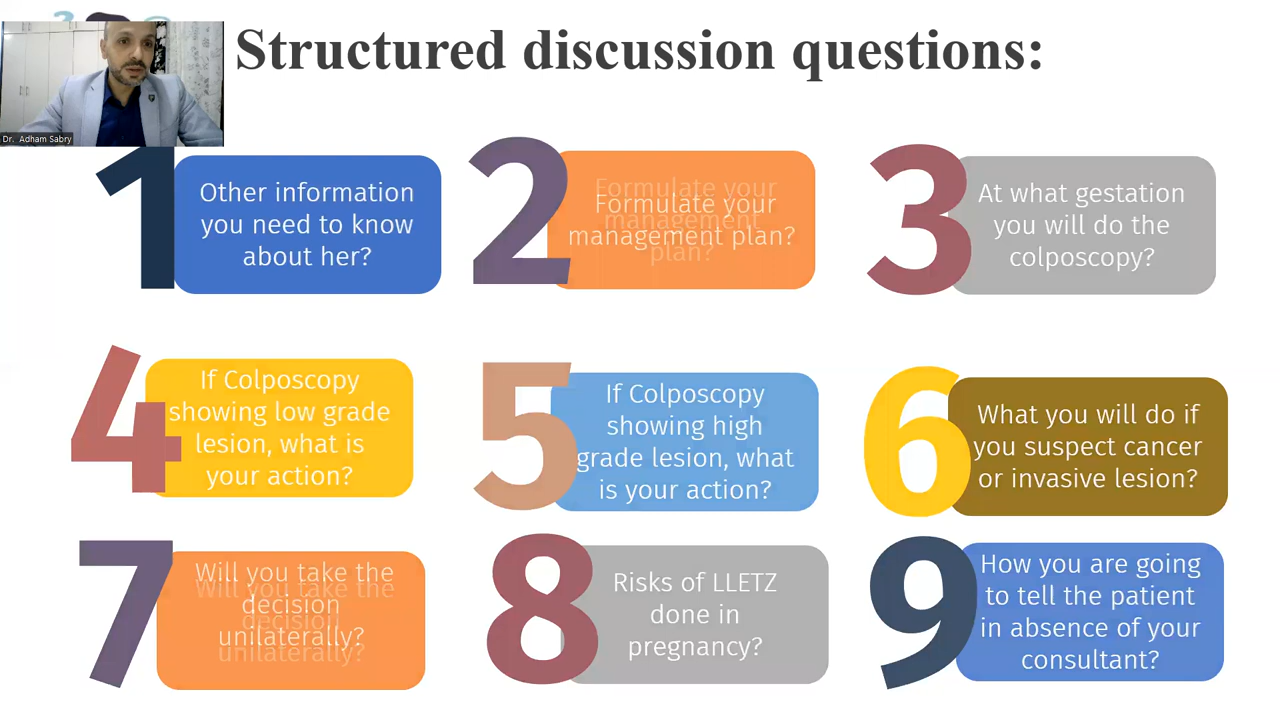 Structured discussion questions:
Dr. Adham Sabry
1
Other information
you need to know
about her?
2
Formulate your
management plan?
3
At what gestation
you will do the
colposcopy?
4
If Colposcopy
showing low grade
lesion, what is
your action?
5
If Colposcopy
showing high
grade lesion, what
is your action?
6
What you will do if
you suspect cancer
or invasive lesion?
7
Will you take the
decision
unilaterally?
8
Risks of LLETZ
done in
pregnancy?
9
How you are going
to tell the patient
in absence of your
consultant?